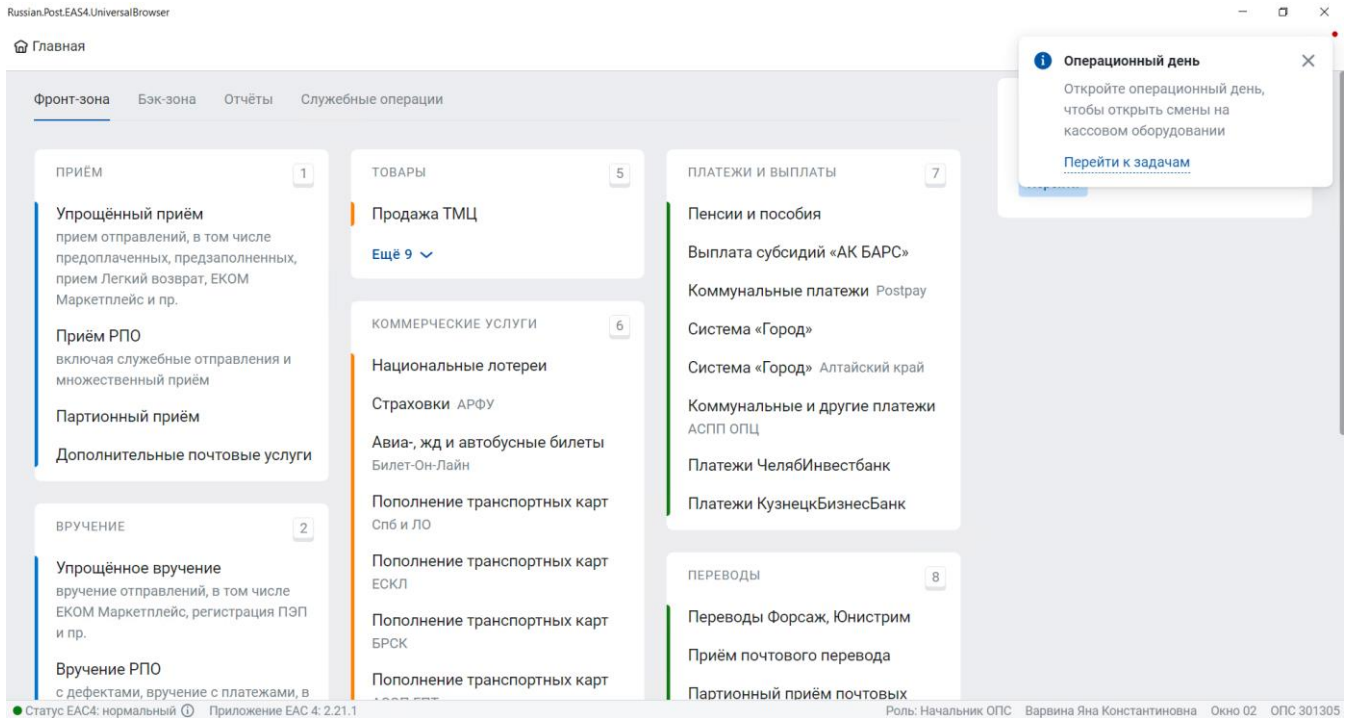 Russian.Post.EAS4.UniversalBrowser
Главная
Операционный день
Откройте операционный день,
чтобы открыть смены на
кассовом оборудовании
Перейти к задачам
Фронт-зона Бэк-зона Отчёты Служебные операции
ПРИЁМ 1
Упрощённый приём
прием отправлений, в том числе
предоплаченных, предзаполненных,
прием Легкий возврат, ЕКОМ
Маркетплейс и пр.
Приём РПО
включая служебные отправления и
множественный приём
Партионный приём
Дополнительные почтовые услуги
ВРУЧЕНИЕ 2
Упрощённое вручение
вручение отправлений, в том числе
ЕКОМ Маркетплейс, регистрация ПЭП
и пр.
Вручение РПО
с дефектами, вручение с платежами, в
ТОВАРЫ 5
Продажа ТМЦ
Ещё 9
КОММЕРЧЕСКИЕ УСЛУГИ 6
Национальные лотереи
Страховки АРФУ
Авиа-, жд и автобусные билеты
Билет-Он-Лайн
Пополнение транспортных карт
Спб и ЛО
Пополнение транспортных карт
ЕСКЛ
Пополнение транспортных карт
БРСК
Пополнение транспортных карт
ПЛАТЕЖИ И ВЫПЛАТЫ 7
Пенсии и пособия
Выплата субсидий «АК БАРС»
Коммунальные платежи Postpay
Система «Город»
Система «Город» Алтайский край
Коммунальные и другие платежи
АСПП ОПЦ
Платежи ЧелябИнвестбанк
Платежи КузнецкБизнесБанк
ПЕРЕВОДЫ 8
Переводы Форсаж, Юнистрим
Приём почтового перевода
Партионный приём почтовых
Статус ЕАС4: нормальный Приложение ЕАС 4: 2.21.1 Роль: Начальник ОПС Варвина Яна Константиновна Окно 02 ОПС 301305